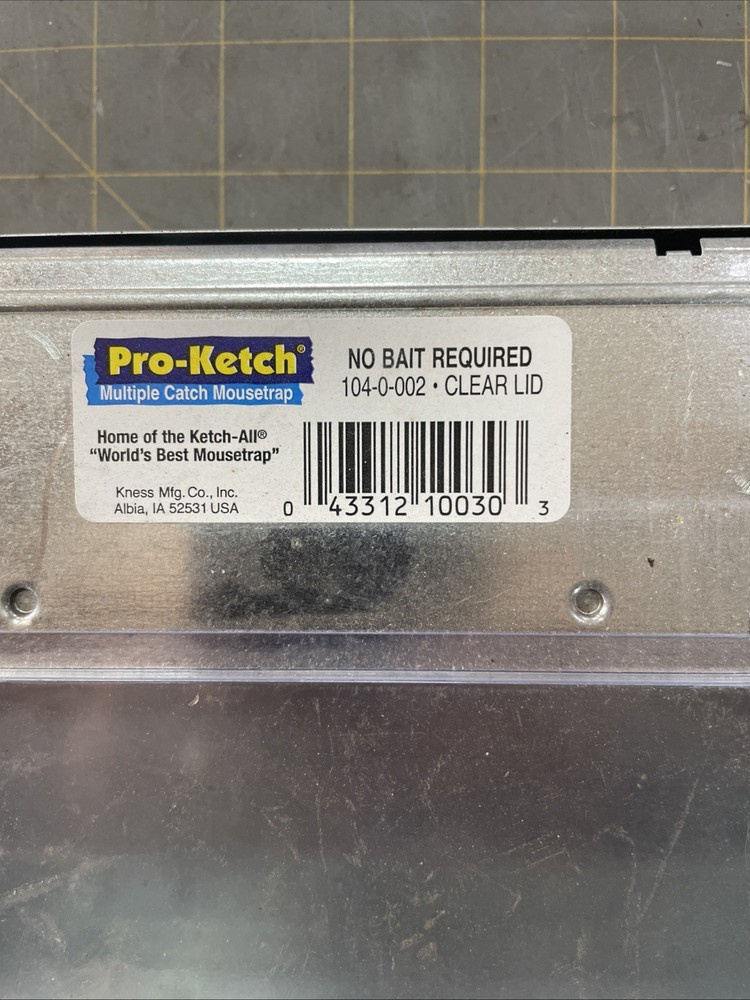 Pro-Ketch®
Multiple Catch Mousetrap
Home of the Ketch-All®
"World's Best Mousetrap"
Kness Mfg. Co., Inc.
Albia, IA 52531 USA
NO BAIT REQUIRED
104-0-002 • CLEAR LID
0 43312 10030 3